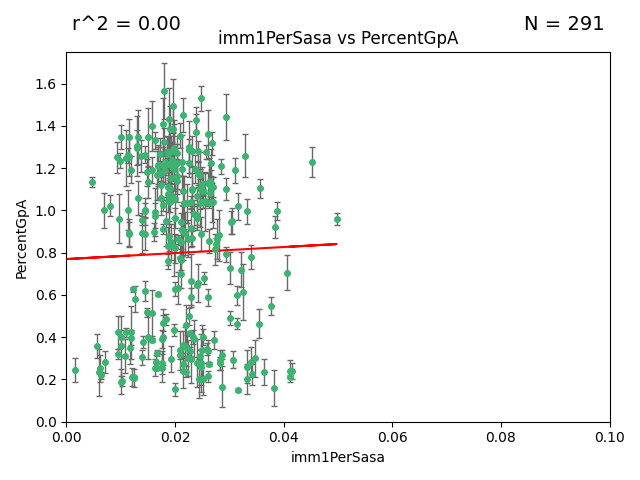 r^2 = 0.00
N = 291
imm1PerSasa vs PercentGpA
PercentGpA
1.6
1.4
1.2
1.0
0.8
0.6
0.4
0.2
0.0
0.00 0.02 0.04 0.06 0.08 0.10
imm1PerSasa